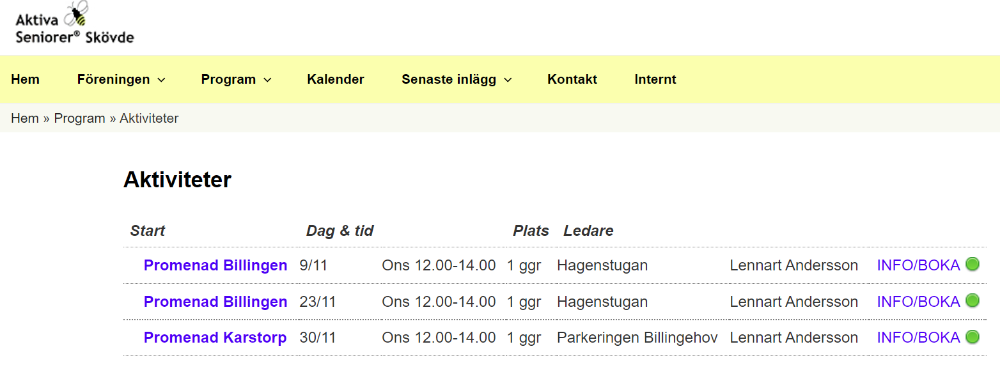 Aktiva
Seniorer® Skövde
Hem Föreningen Program Kalender Senaste inlägg Kontakt Internt
Hem » Program » Aktiviteter
Aktiviteter
Start Dag & tid Plats Ledare
Promenad Billingen 9/11 Ons 12.00-14.00 1 ggr Hagenstugan Lennart Andersson INFO/BOKA
Promenad Billingen 23/11 Ons 12.00-14.00 1 ggr Hagenstugan Lennart Andersson INFO/BOKA
Promenad Karstorp 30/11 Ons 12.00-14.00 1 ggr Parkeringen Billingehov Lennart Andersson INFO/BOKA